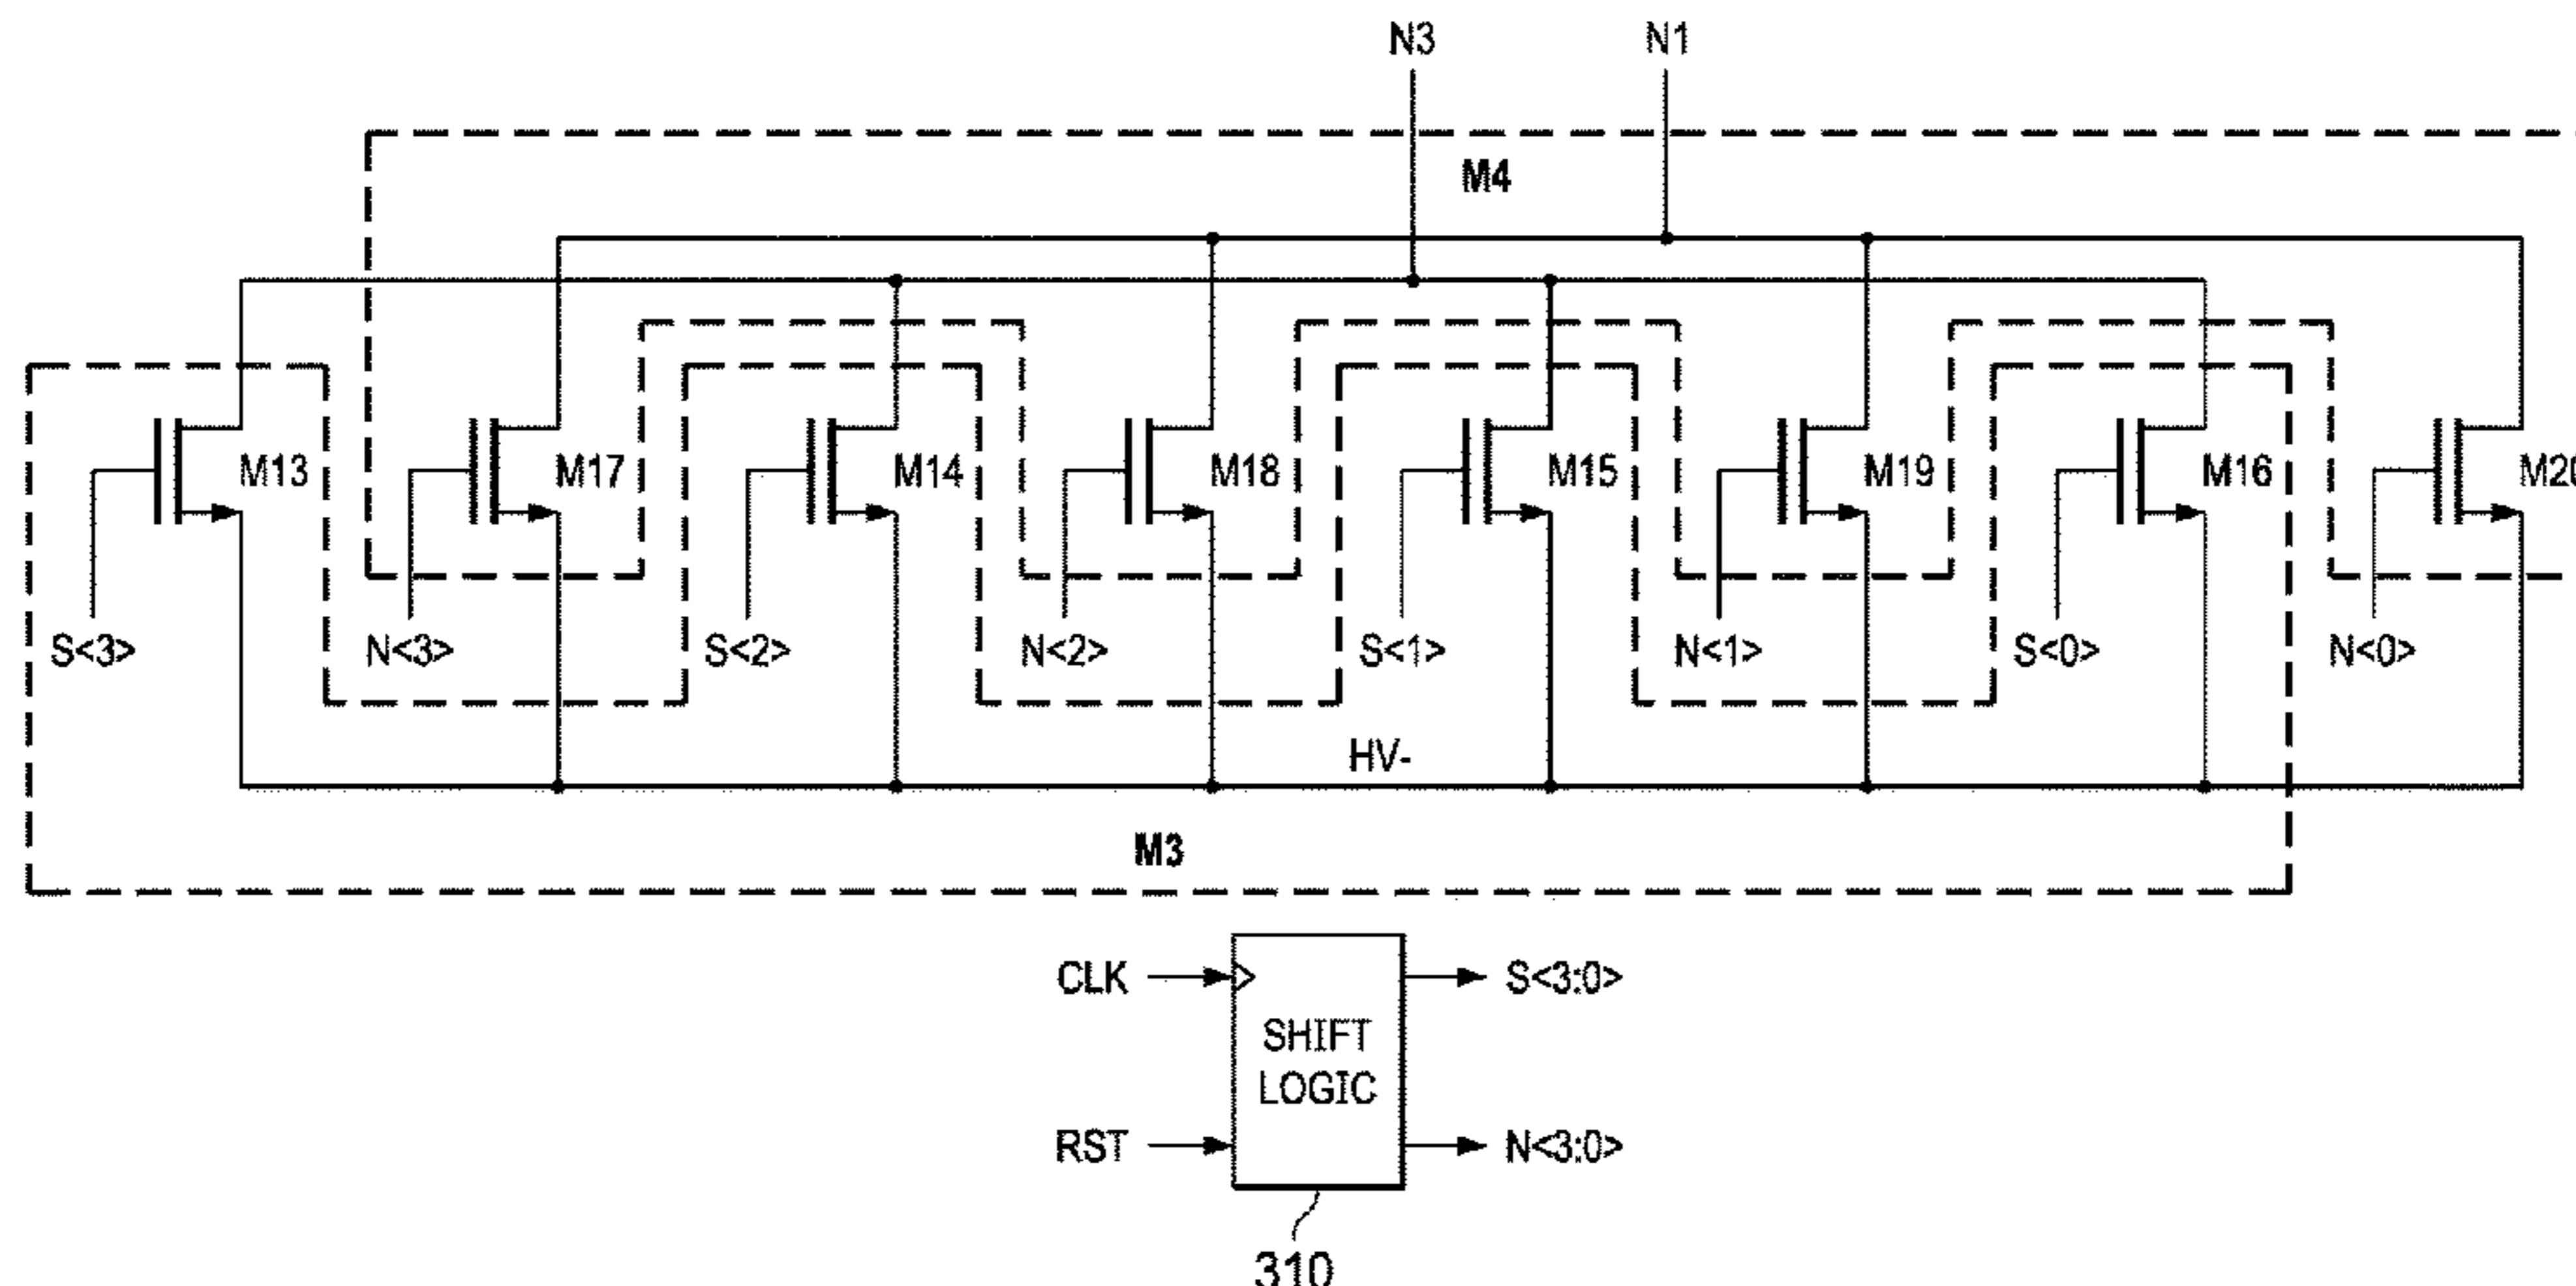 N3 N1
M4
M13 M17 M14 M18 M15 M19 M16
S<3> N<3> S<2> N<2> S<1> N<1> S<0> N<0>
HV-
M3
CLK S<3:0>
SHIFT
LOGIC
RST N<3:0>
310